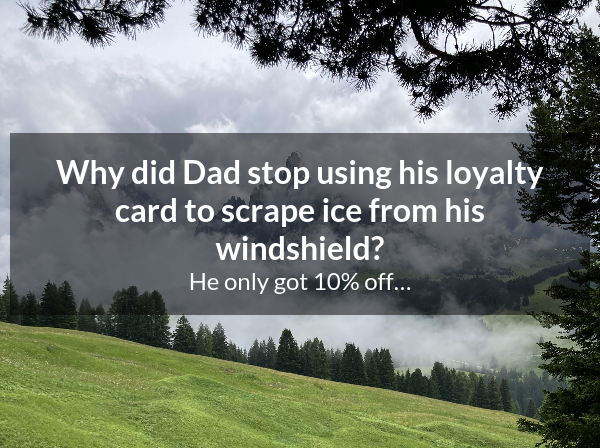 Why did Dad stop using his loyalty
card to scrape ice from his
windshield?
He only got 10% off...